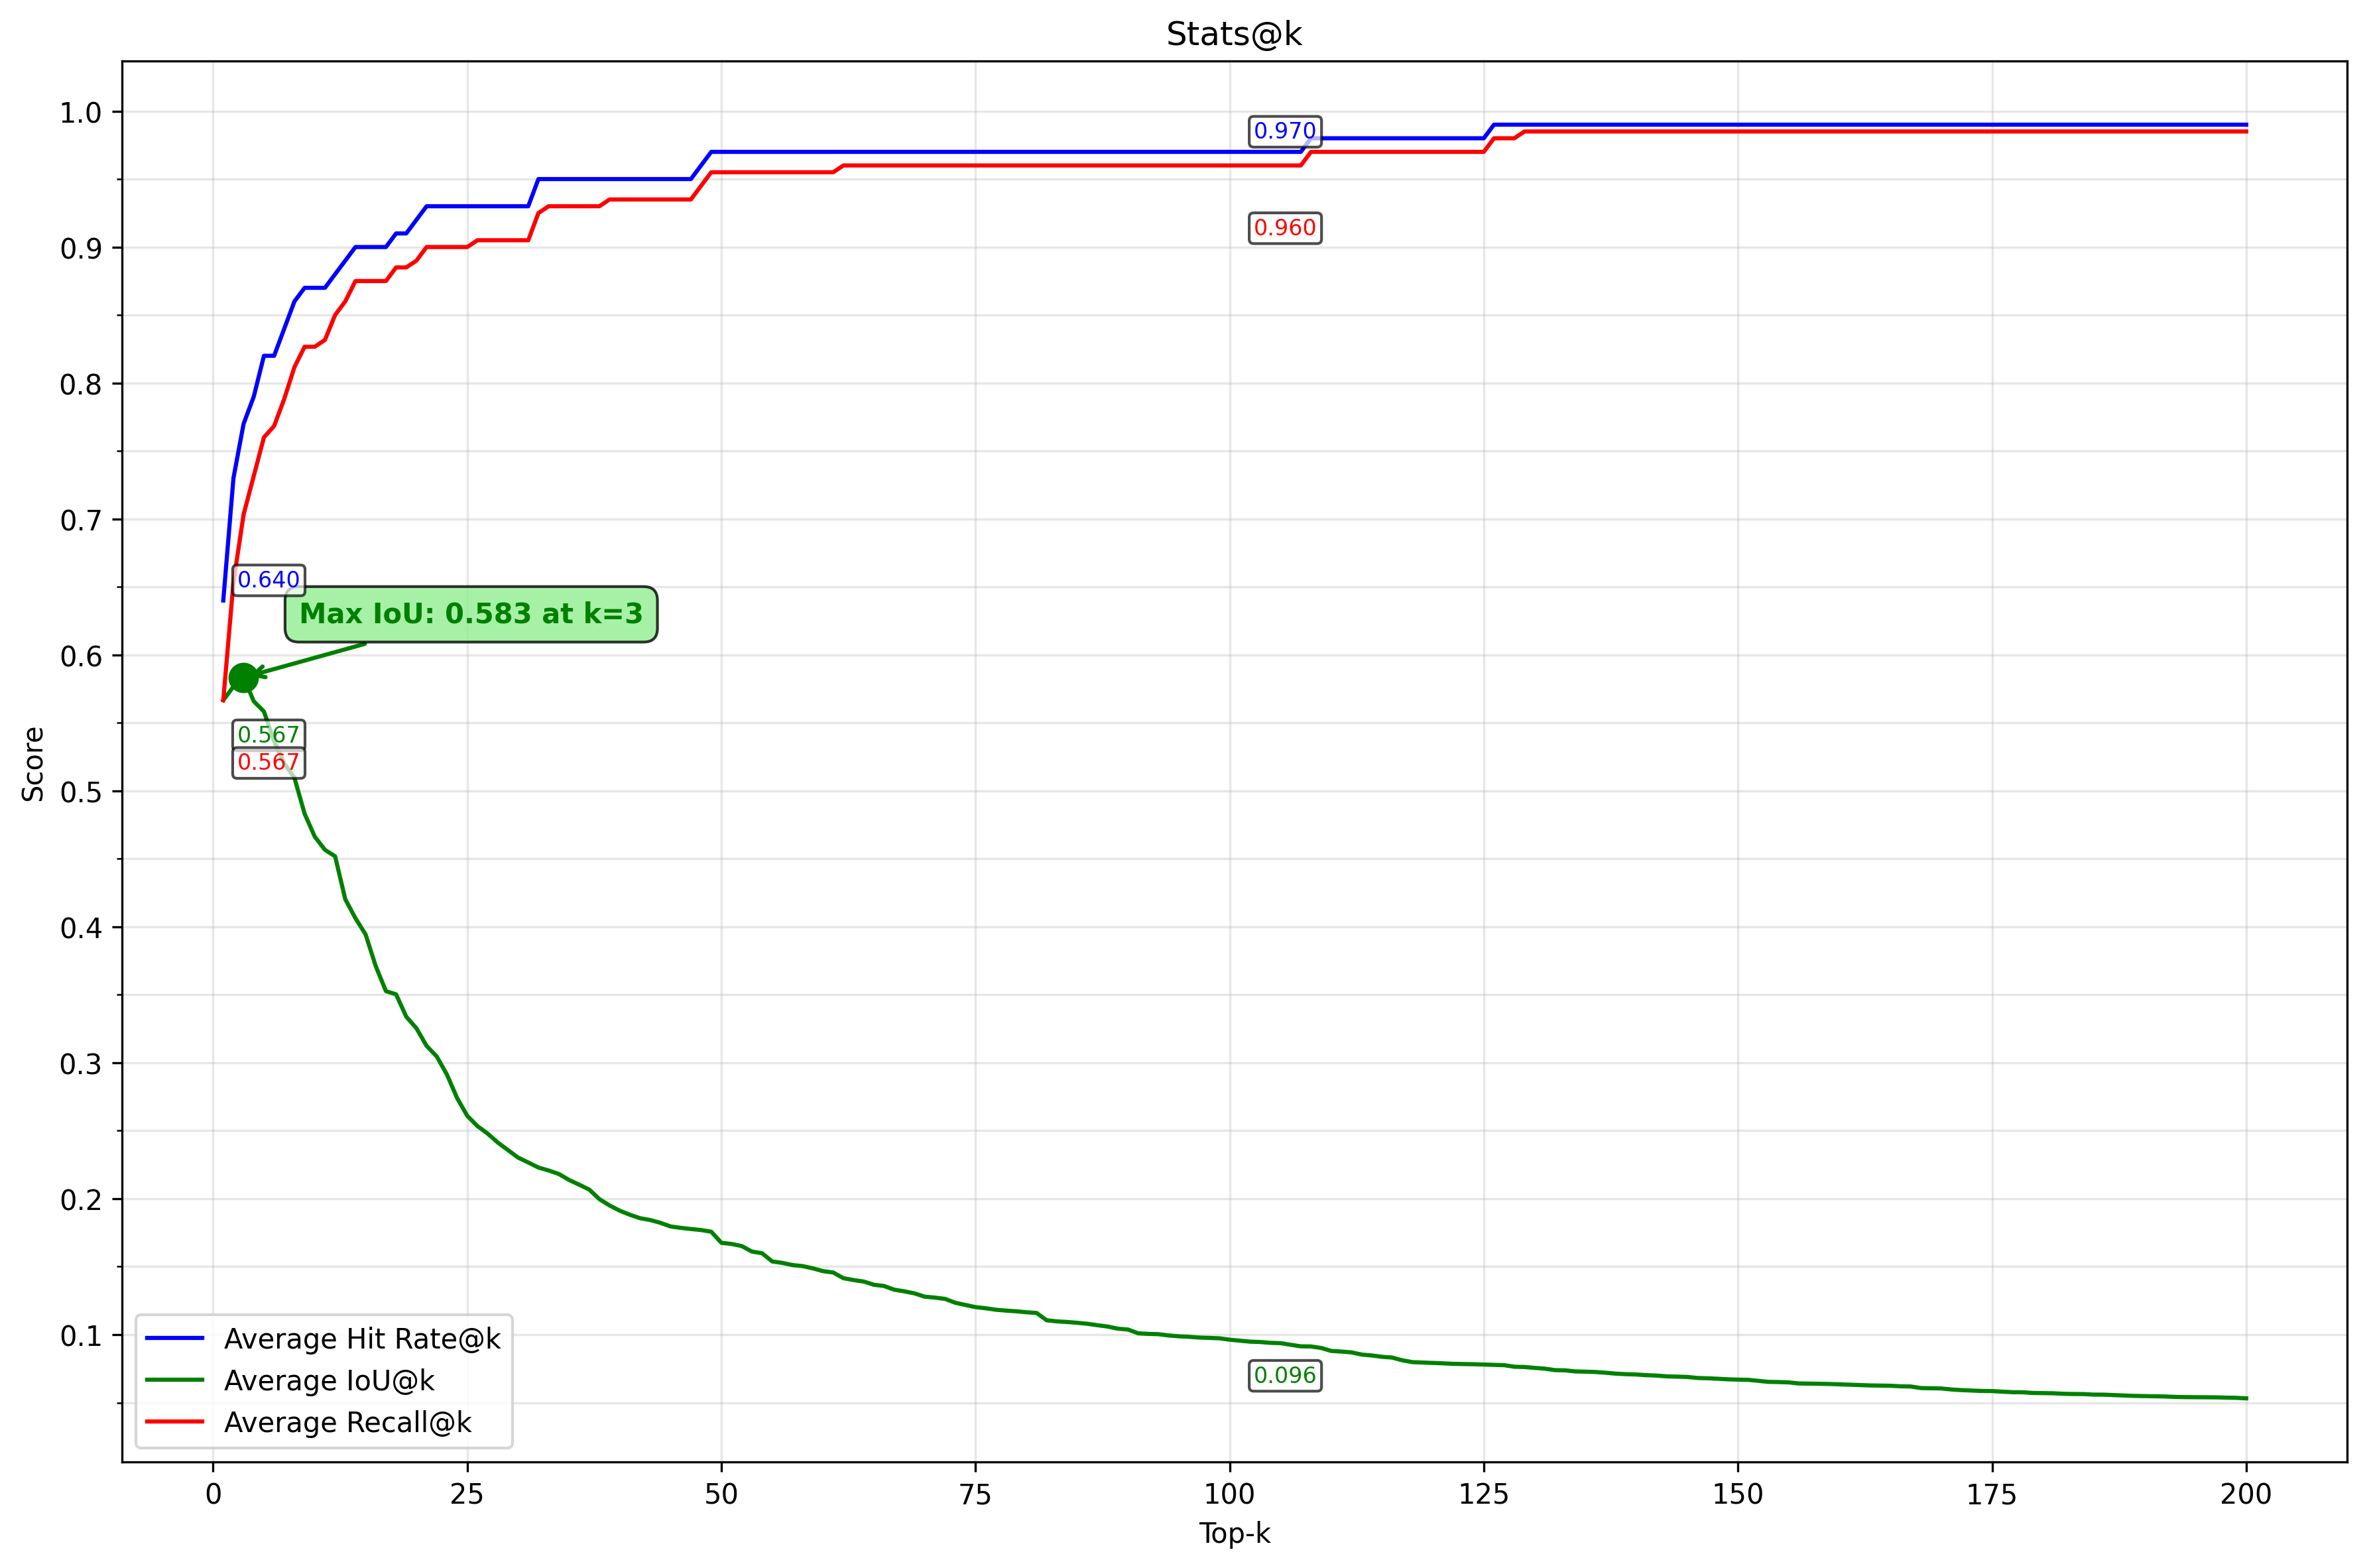 Stats@k
1.0
0.9
0.8
0.7
0.6
0.5
0.4
0.3
0.2
0.1
Score
0.970
0.960
0.640
Max IoU: 0.583 at k=3
0.567
0.567
0.096
Average Hit Rate@k
Average IoU@k
Average Recall@k
0 25 50 75 100 125 150 175 200
Top-k